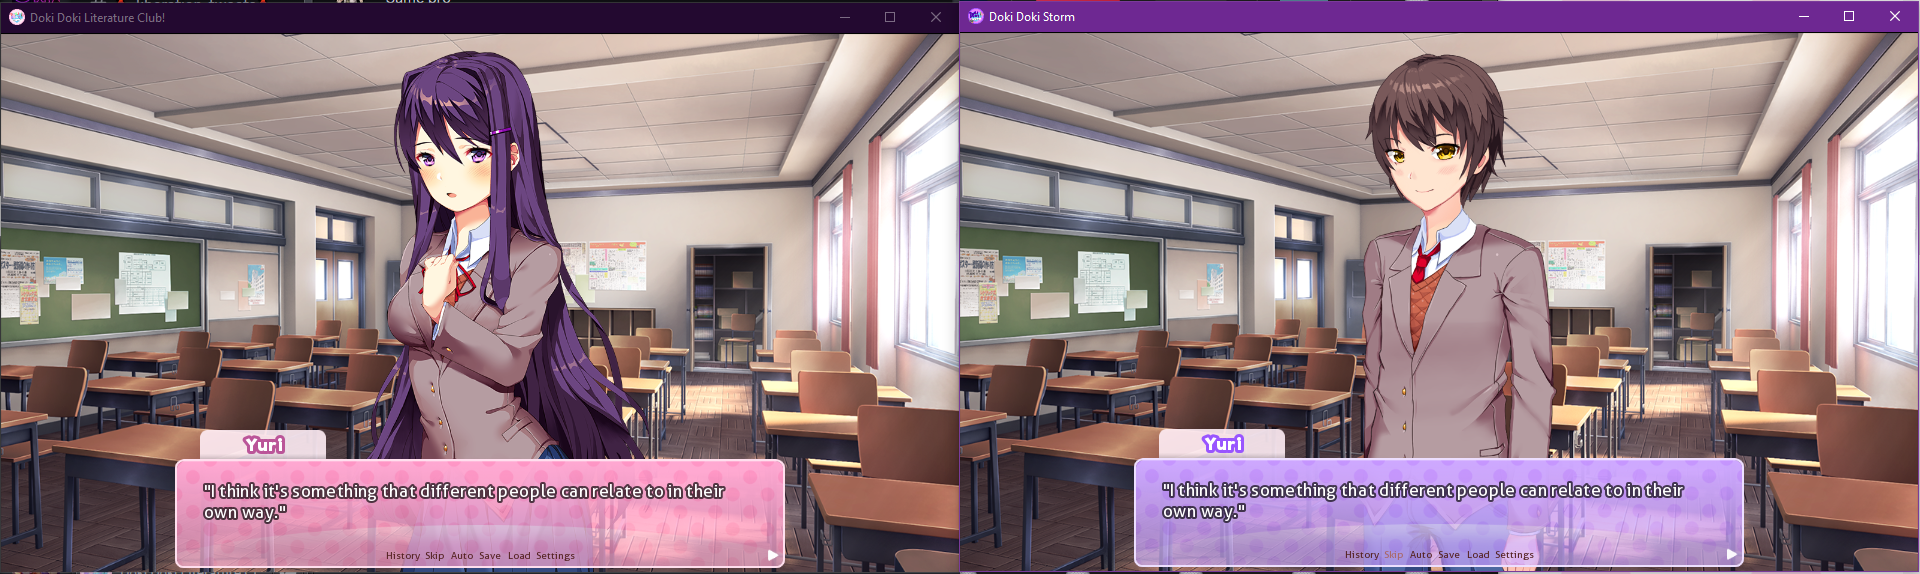 Doki Doki Literature Club!
Yuri
"I think it's something that different people can relate to in their
own way."
History Skip Auto Save Load Settings
Doki Doki Storm
Yuri
"I think it's something that different people can relate to in their
own way."
History Skip Auto Save Load Settings